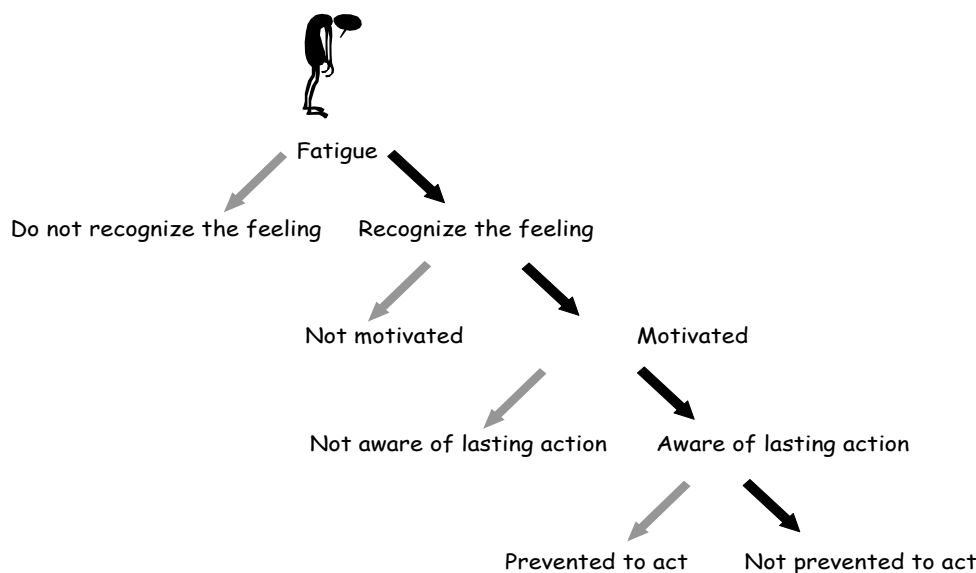 Fatigue
Do not recognize the feeling
Recognize the feeling
Not motivated
Motivated
Not aware of lasting action
Aware of lasting action
Prevented to act
Not prevented to act